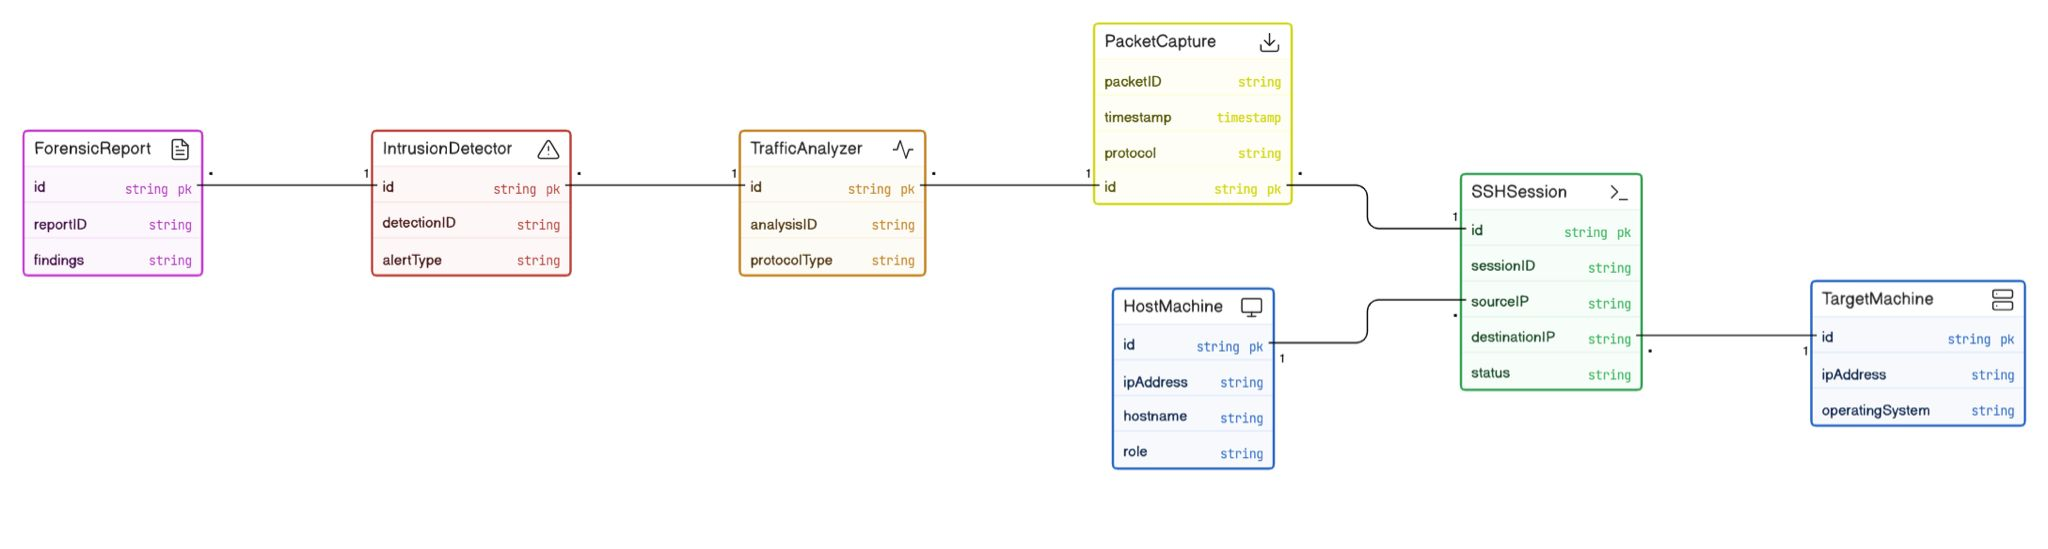 ForensicReport
id string pk
reportID string
findings string
1
IntrusionDetector
id string pk
detectionID string
alertType string
1
TrafficAnalyzer
id string pk
analysisID string
protocolType string
1
PacketCapture
packetID string
timestamp timestamp
protocol string
id string pk
HostMachine
id string pk
ipAddress string
hostname string
role string
1
1
SSHSession
id string pk
sessionID string
sourceIP string
destinationIP string
status string
1
TargetMachine
id string pk
ipAddress string
operatingSystem string